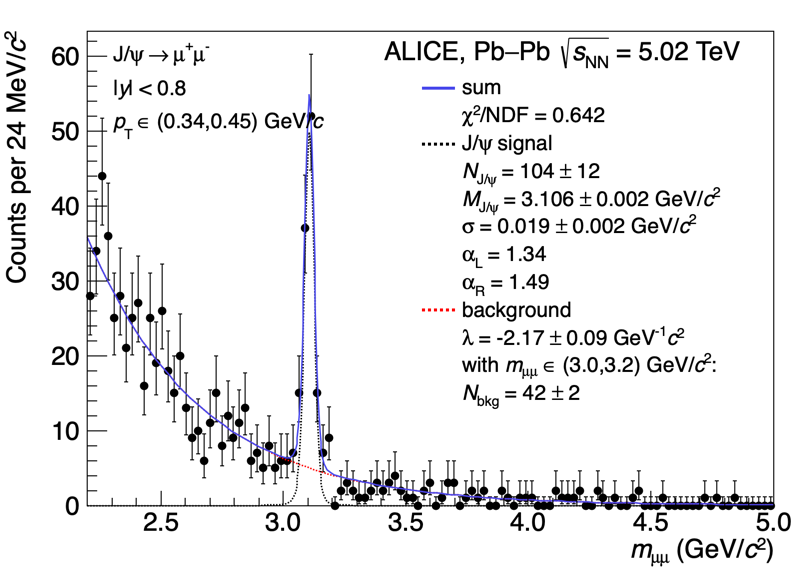 Counts per 24 MeV/c²
60
50
40
30
20
10
0
J/ψ → μ⁺μ⁻
|y| < 0.8
p_T ∈ (0.34,0.45) GeV/c
ALICE, Pb–Pb √s_NN = 5.02 TeV
sum
χ²/NDF = 0.642
J/ψ signal
N_J/ψ = 104 ± 12
M_J/ψ = 3.106 ± 0.002 GeV/c²
σ = 0.019 ± 0.002 GeV/c²
α_L = 1.34
α_R = 1.49
background
λ = -2.17 ± 0.09 GeV⁻¹c²
with m_μμ ∈ (3.0,3.2) GeV/c²:
N_bkg = 42 ± 2
2.5 3.0 3.5 4.0 4.5 5.0
m_μμ (GeV/c²)